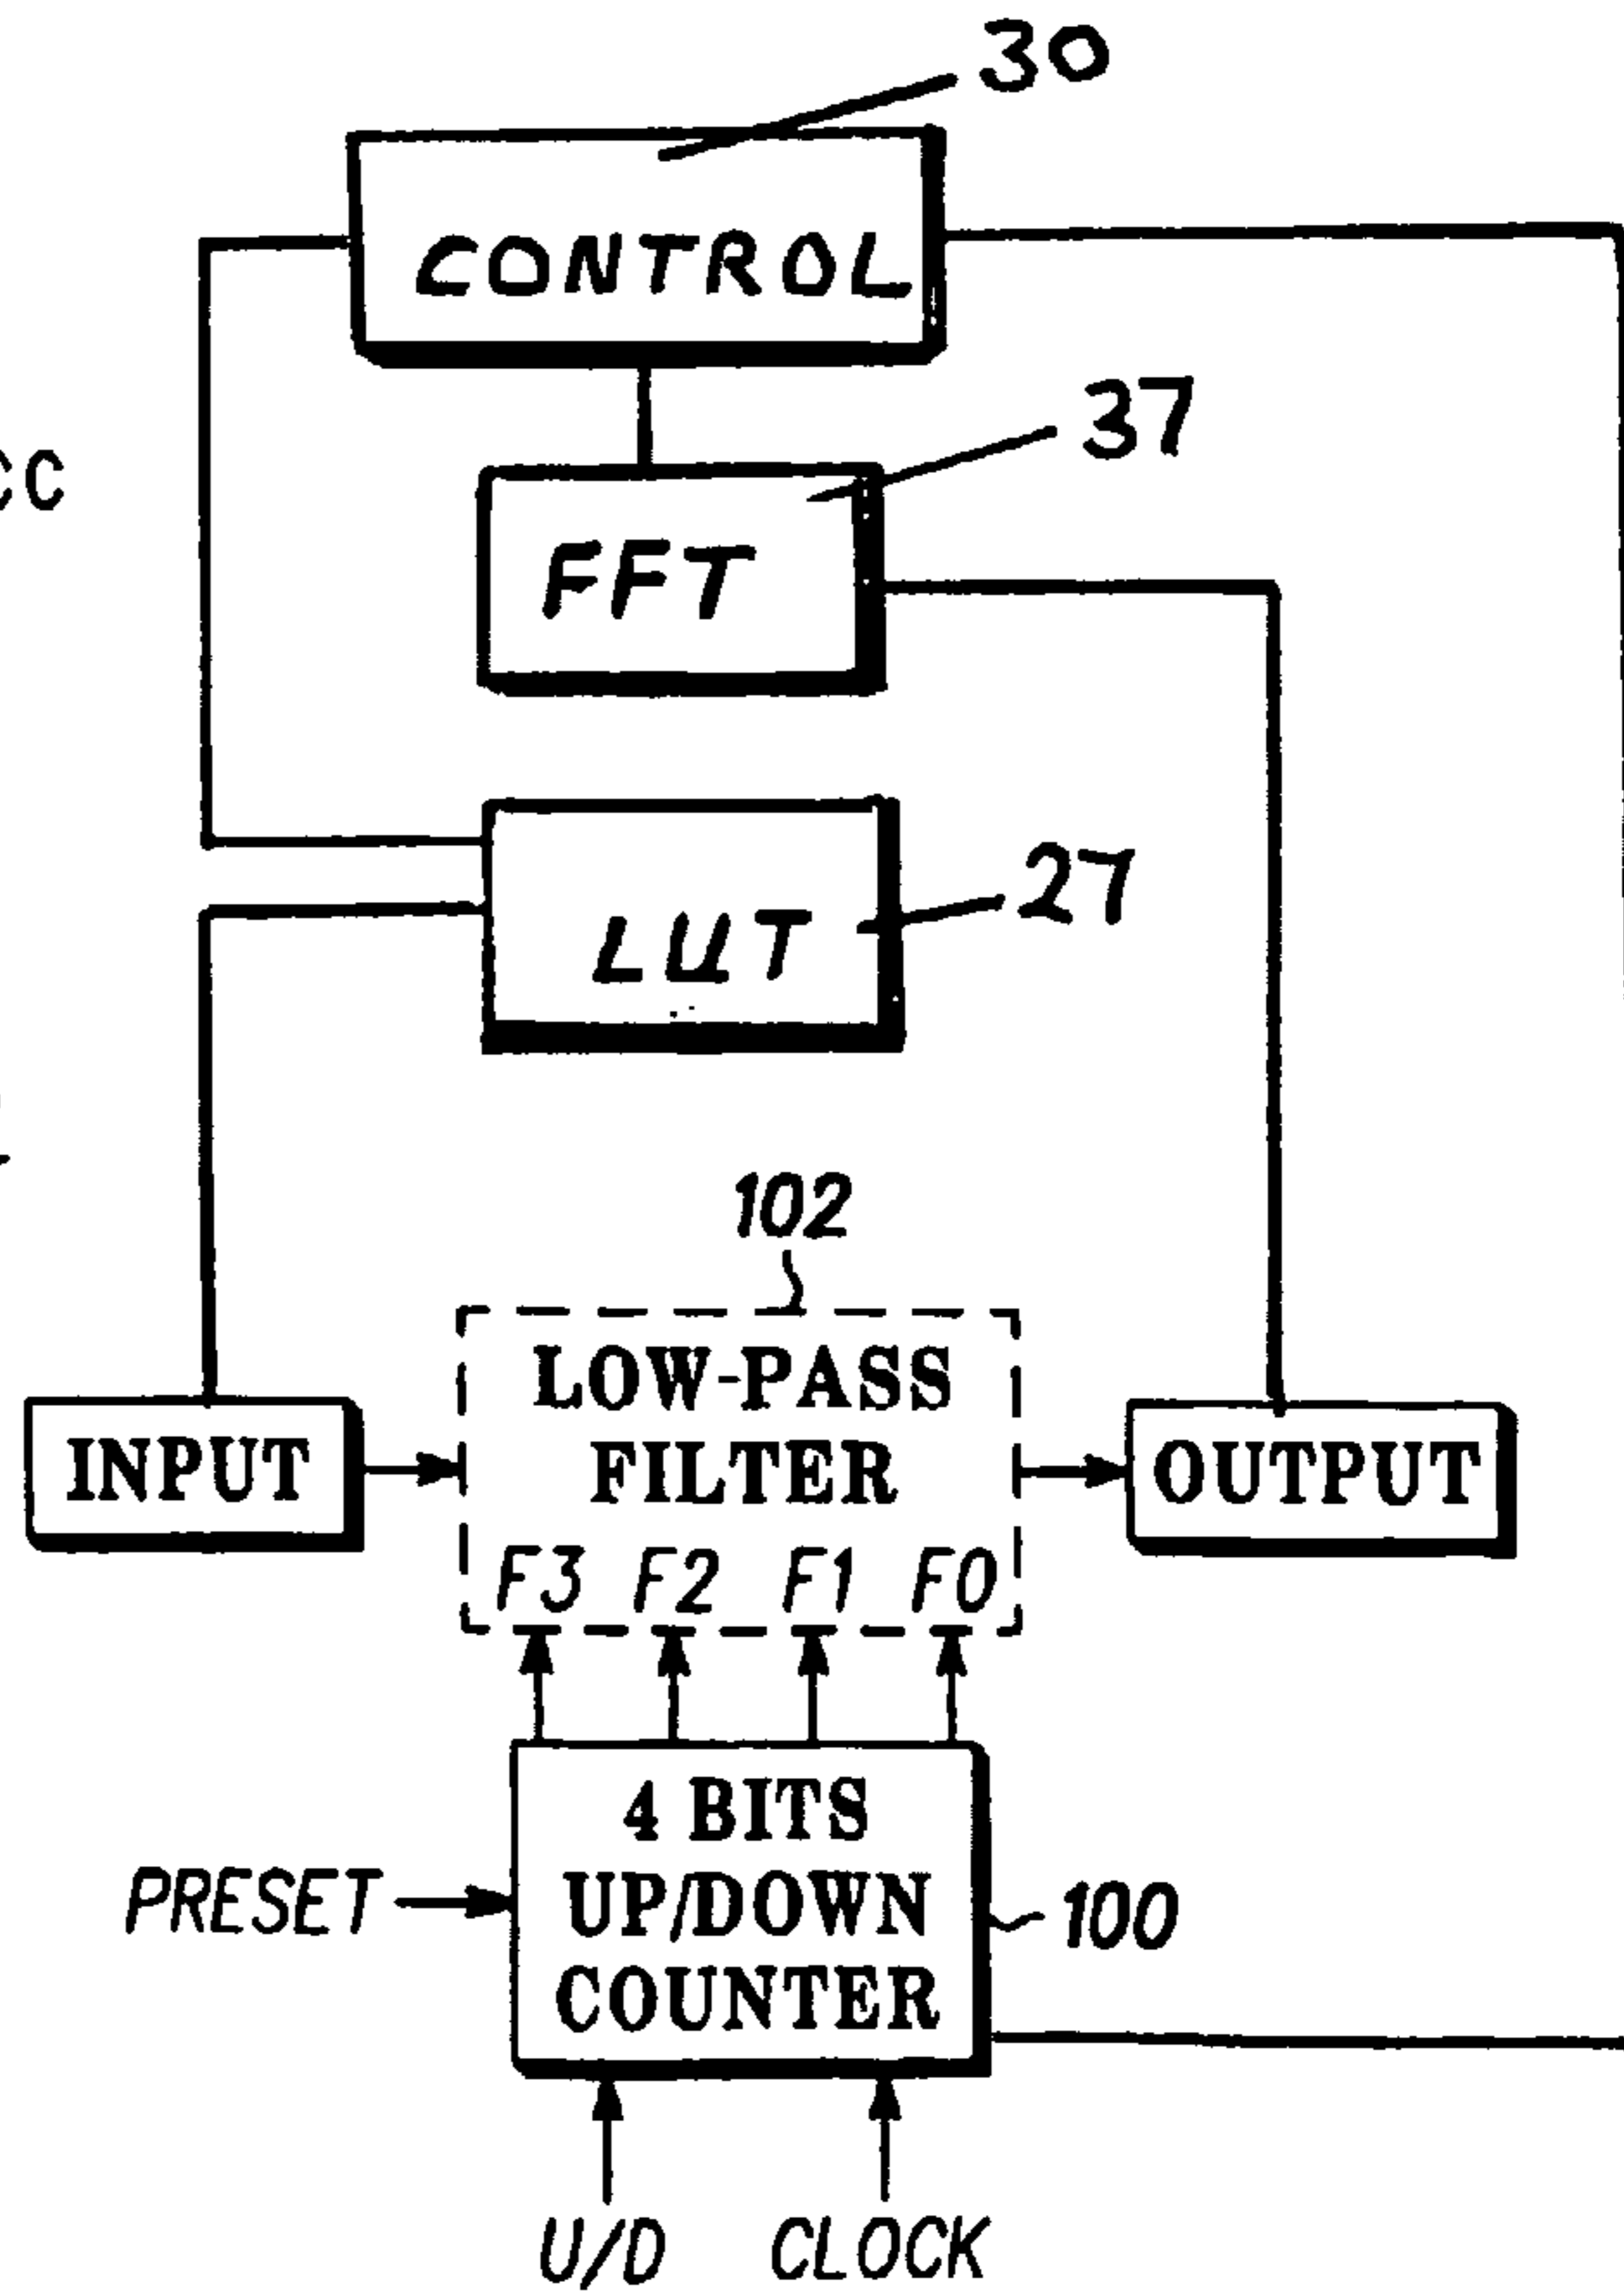 30
CONTROL
37
CC
FFT
27
LUT
102
LOW-PASS
FILTER
INPUT
OUTPUT
F3 F2 F1 F0
4 BITS
UP/DOWN
COUNTER
PRESET
100
U/D CLOCK